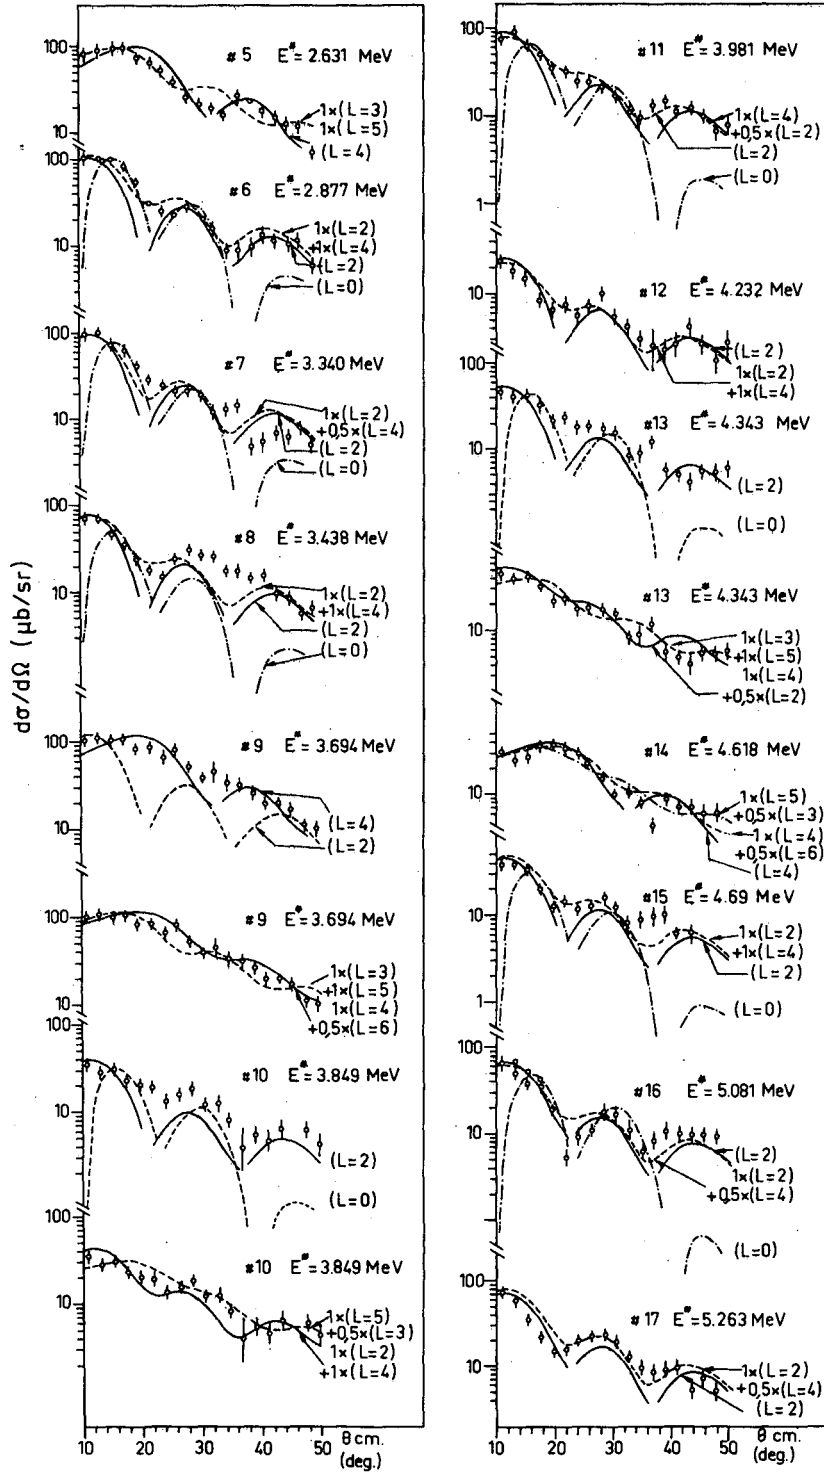 dσ/dΩ (μb/sr)
100
10
#5 E*=2.631 MeV
1×(L=3)
1×(L=5)
(L=4)
100
10
#6 E*=2.877 MeV
1×(L=2)
+1×(L=4)
(L=2)
(L=0)
100
10
#7 E*=3.340 MeV
1×(L=2)
+0,5×(L=4)
(L=2)
(L=0)
100
10
#8 E*=3.438 MeV
1×(L=2)
+1×(L=4)
(L=2)
(L=0)
100
10
#9 E*=3.694 MeV
(L=4)
(L=2)
100
10
#9 E*=3.694 MeV
1×(L=3)
+1×(L=5)
1×(L=4)
+0,5×(L=6)
100
10
#10 E*=3.849 MeV
(L=2)
(L=0)
100
10
#10 E*=3.849 MeV
1×(L=5)
+0,5×(L=3)
1×(L=2)
+1×(L=4)
10 20 30 40 50 θ cm.
(deg.)
100
10
1
#11 E*=3.981 MeV
1×(L=4)
+0,5×(L=2)
(L=2)
(L=0)
10
#12 E*=4.232 MeV
(L=2)
1×(L=2)
+1×(L=4)
100
10
#13 E*=4.343 MeV
(L=2)
(L=0)
100
10
#13 E*=4.343 MeV
1×(L=3)
+1×(L=5)
1×(L=4)
+0,5×(L=2)
10
#14 E*=4.618 MeV
1×(L=5)
+0,5×(L=3)
1×(L=4)
+0,5×(L=6)
(L=4)
10
1
#15 E*=4.69 MeV
1×(L=2)
+1×(L=4)
(L=2)
(L=0)
100
10
#16 E*=5.081 MeV
(L=2)
1×(L=2)
+0,5×(L=4)
(L=0)
100
10
#17 E*=5.263 MeV
1×(L=2)
+0,5×(L=4)
(L=2)
10 20 30 40 50 θ cm.
(deg.)